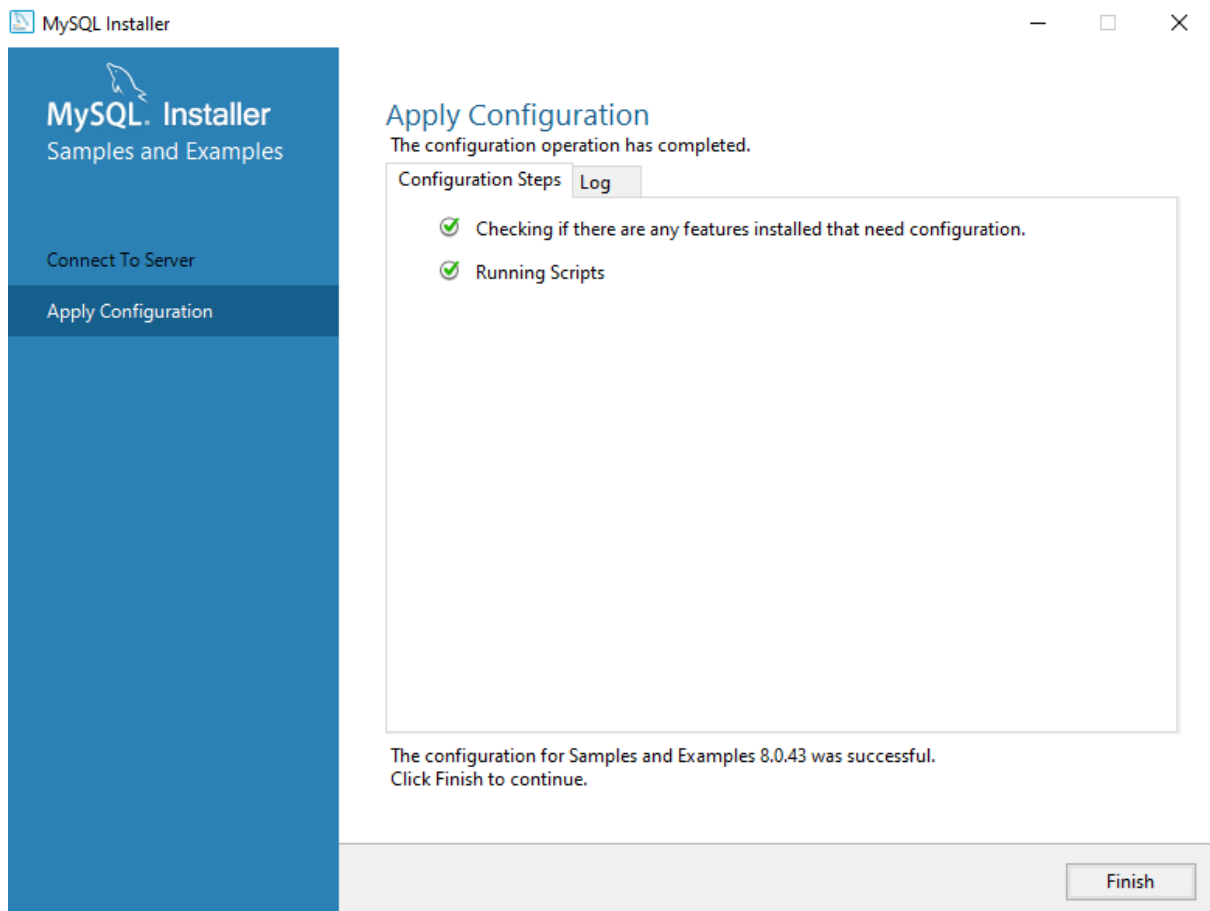 MySQL Installer
MySQL. Installer
Samples and Examples
Connect To Server
Apply Configuration
Apply Configuration
The configuration operation has completed.
Configuration Steps
Log
Checking if there are any features installed that need configuration.
Running Scripts
The configuration for Samples and Examples 8.0.43 was successful.
Click Finish to continue.
Finish